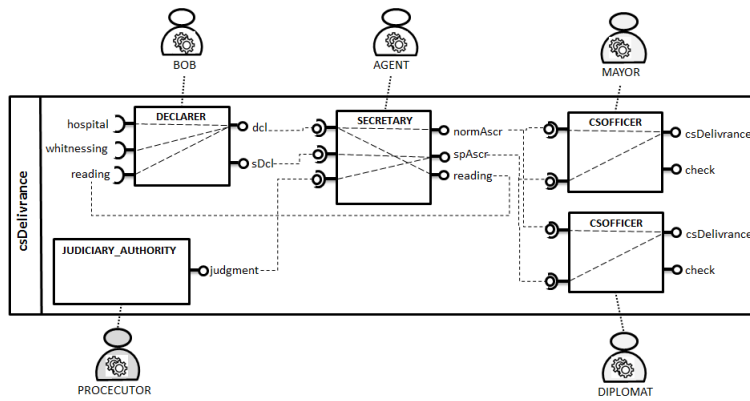 BOB
AGENT
MAYOR
csDelivrance
DECLARER
hospital
whitnessing
reading
dcl
sDcl
SECRETARY
normAscr
spAscr
reading
CSOFFICER
csDelivrance
check
JUDICIARY_AUtHORITY
judgment
CSOFFICER
csDelivrance
check
PROCECUTOR
DIPLOMAT